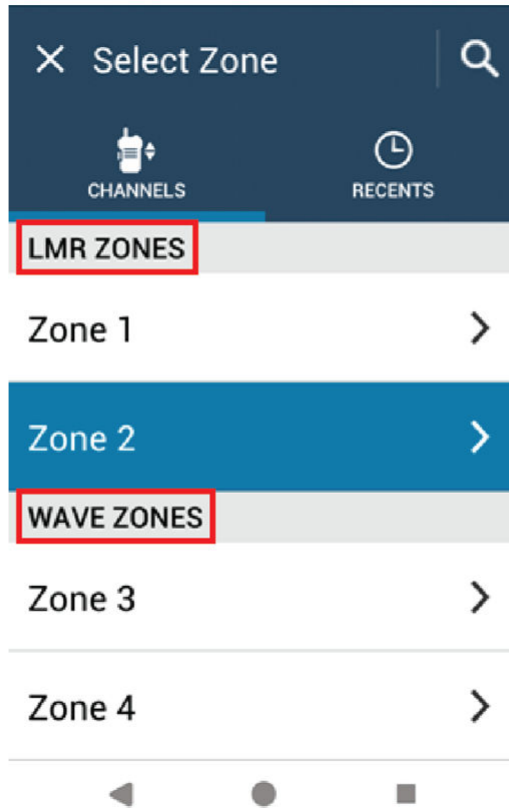 Select Zone
CHANNELS
RECENTS
LMR ZONES
Zone 1
Zone 2
WAVE ZONES
Zone 3
Zone 4